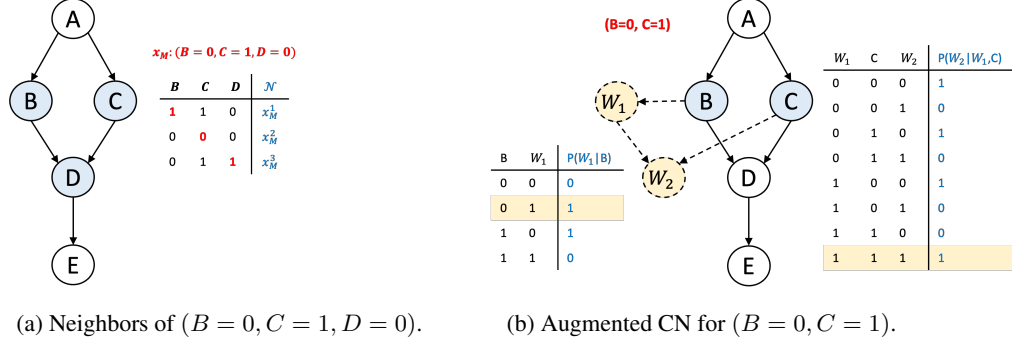 A
B
C
D
E
x_M: (B = 0, C = 1, D = 0)
B C D 𝒩
1 1 0 x_M^1
0 0 0 x_M^2
0 1 1 x_M^3
(a) Neighbors of (B = 0, C = 1, D = 0).
(B=0, C=1)
A
B
C
D
E
W_1
W_2
B W_1 P(W_1|B)
0 0 0
0 1 1
1 0 1
1 1 0
W_1 C W_2 P(W_2|W_1,C)
0 0 0 1
0 0 1 0
0 1 0 1
0 1 1 0
1 0 0 1
1 0 1 0
1 1 0 0
1 1 1 1
(b) Augmented CN for (B = 0, C = 1).